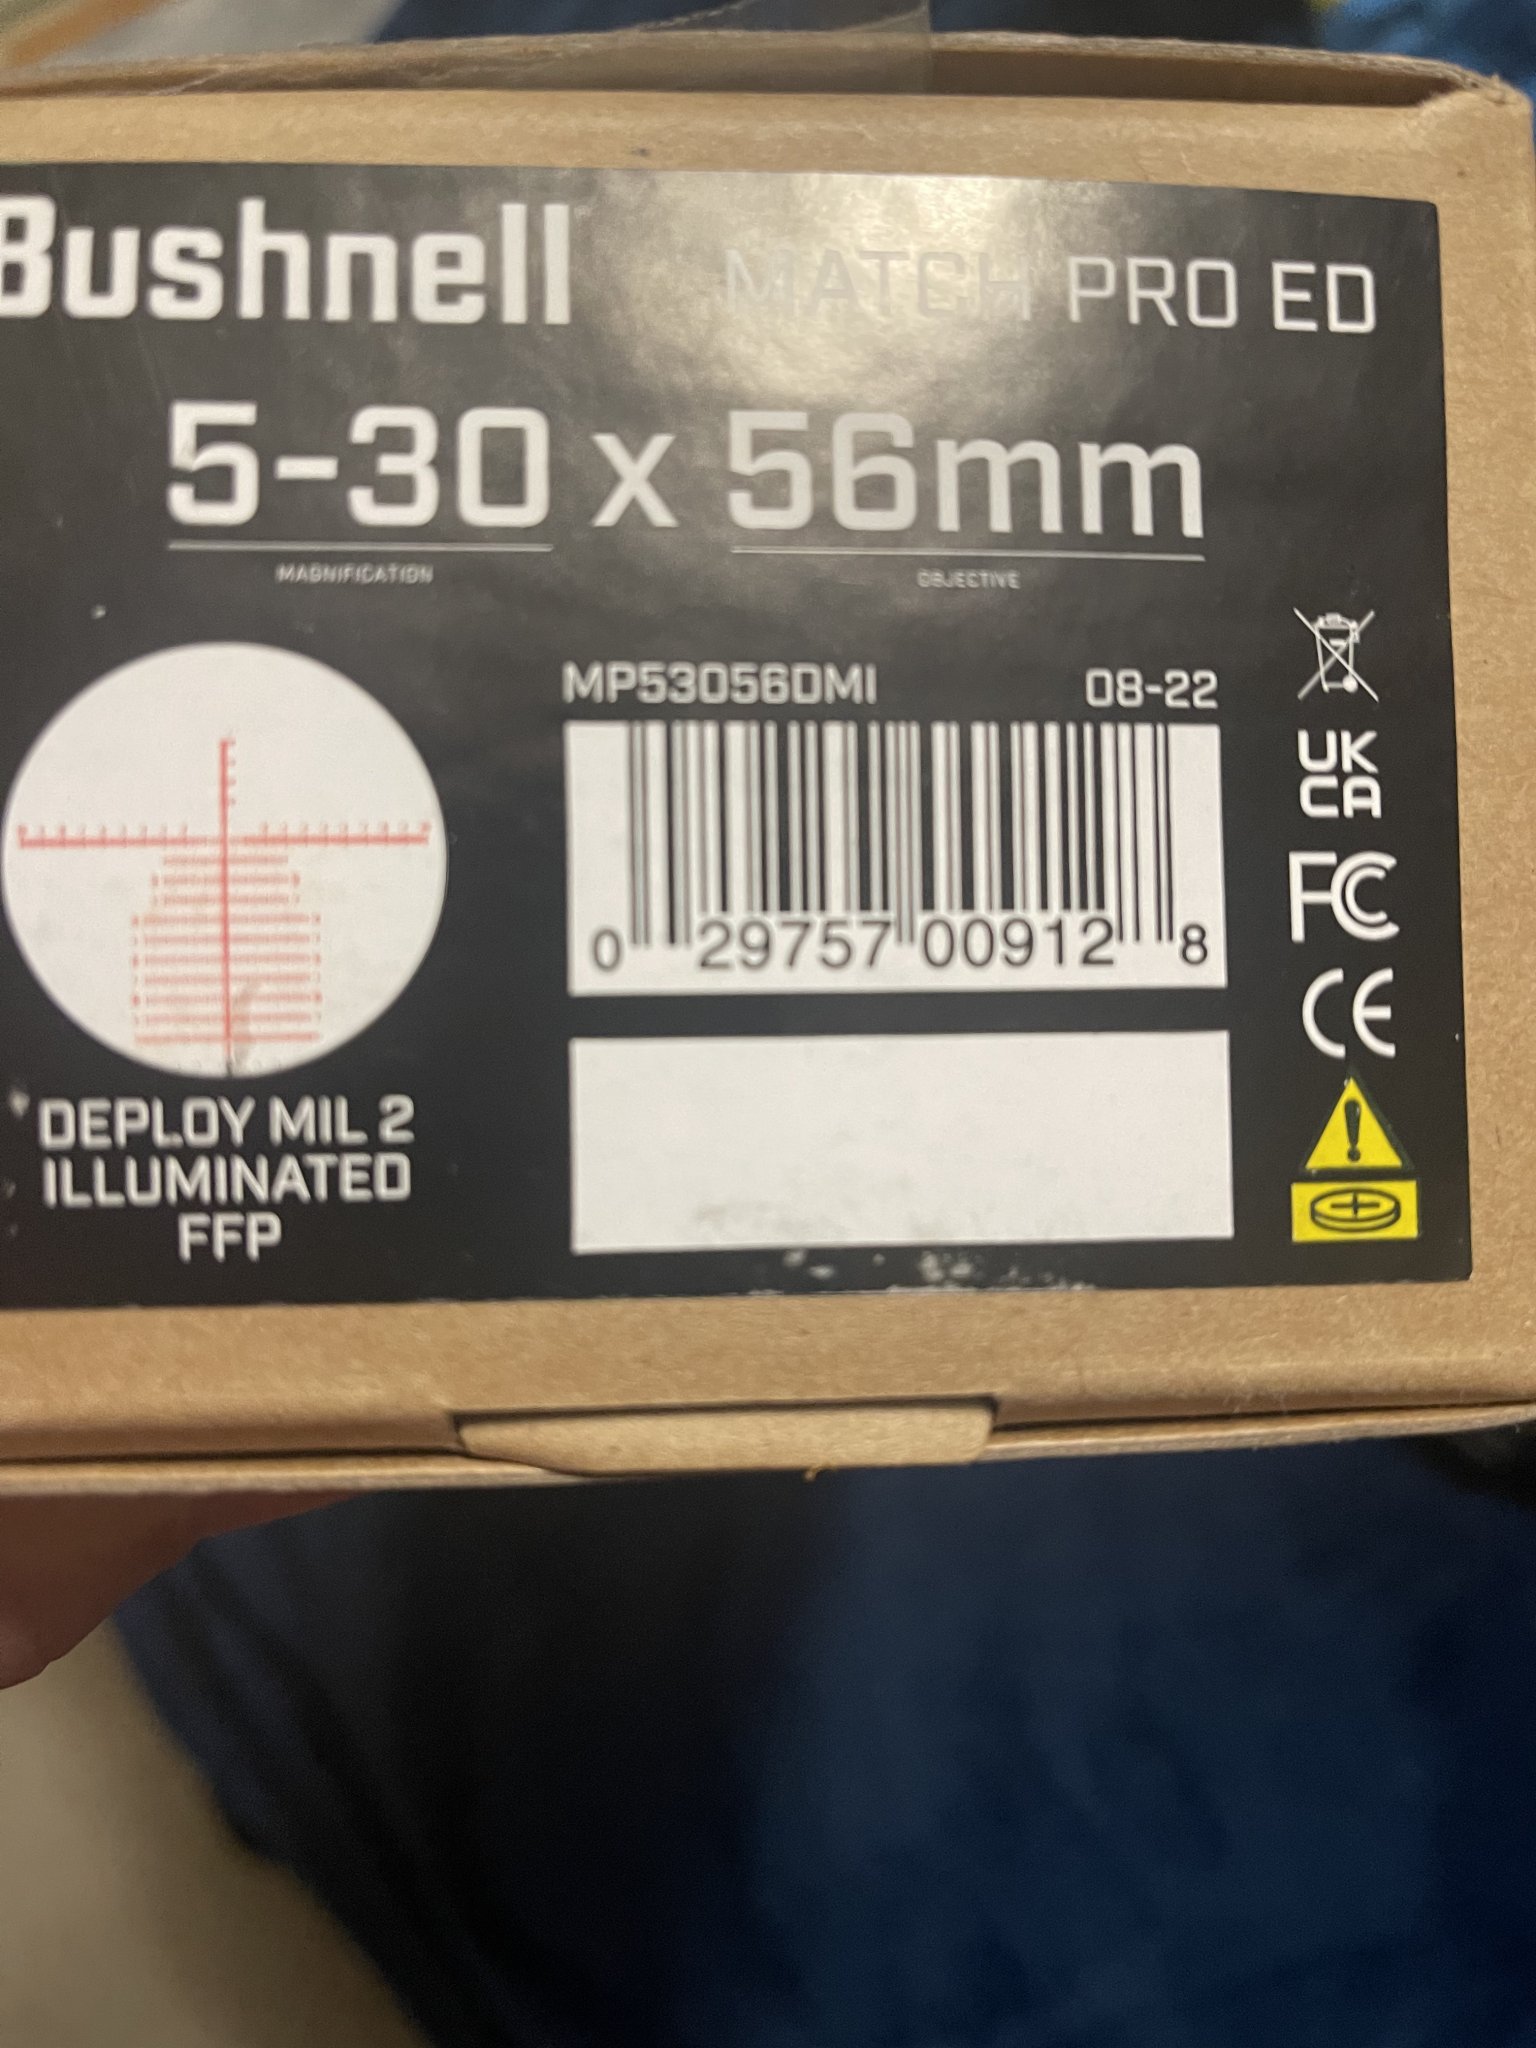 Bushnell
MATCH PRO ED
5-30 x 56mm
MAGNIFICATION
OBJECTIVE
MP53056DMI
08-22
0 29757 00912 8
DEPLOY MIL 2
ILLUMINATED
FFP
UK
CA
FC
CE